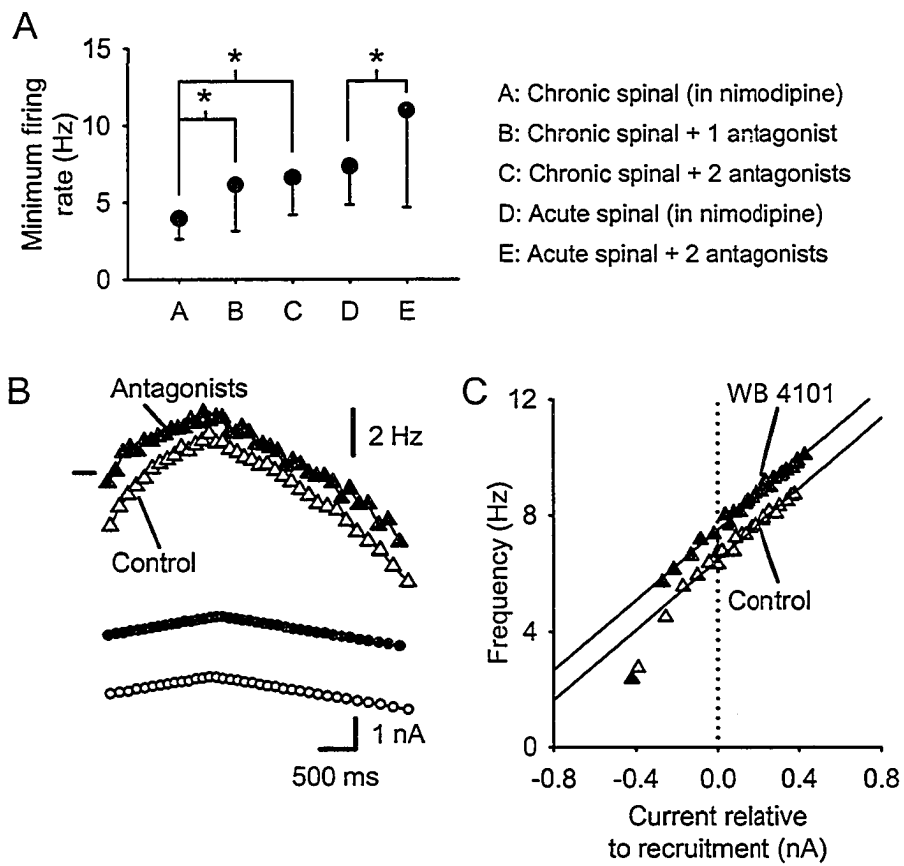 A
15
10
5
0
Minimum firing
rate (Hz)
*
*
*
A B C D E
A: Chronic spinal (in nimodipine)
B: Chronic spinal + 1 antagonist
C: Chronic spinal + 2 antagonists
D: Acute spinal (in nimodipine)
E: Acute spinal + 2 antagonists
B
Antagonists
2 Hz
Control
1 nA
500 ms
C
12
8
4
0
Frequency (Hz)
WB 4101
Control
-0.8 -0.4 0.0 0.4 0.8
Current relative
to recruitment (nA)